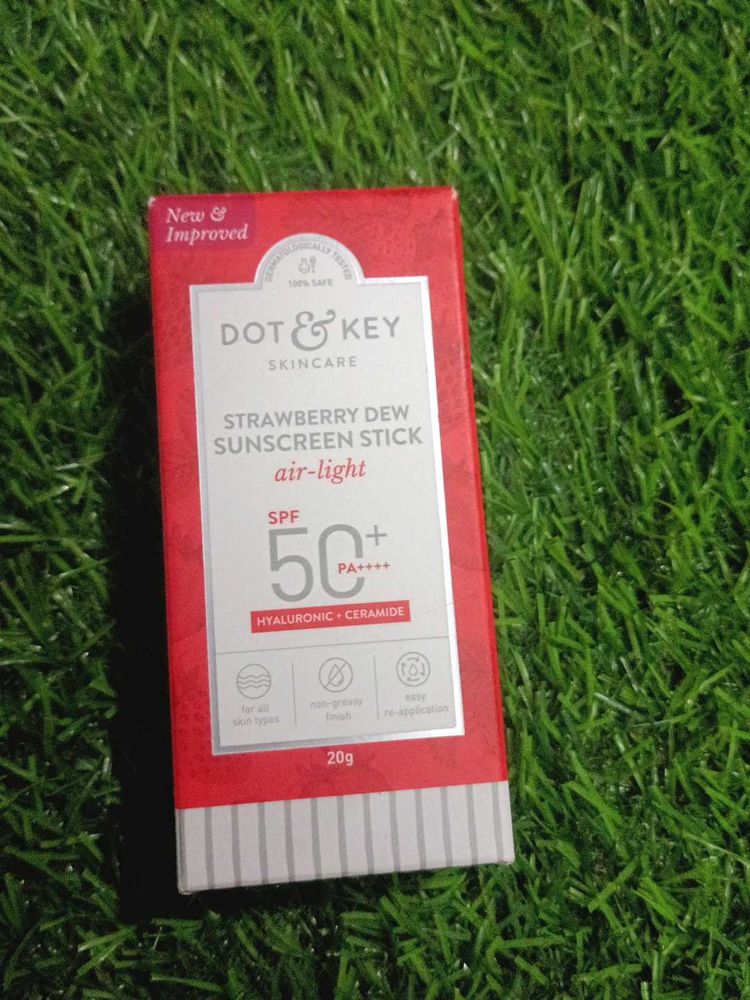 New &
Improved
DERMATOLOGICALLY TESTED
100% SAFE
DOT & KEY
SKINCARE
STRAWBERRY DEW
SUNSCREEN STICK
air-light
SPF
50+
PA++++
HYALURONIC + CERAMIDE
for all
skin types
non-greasy
finish
easy
re-application
20g